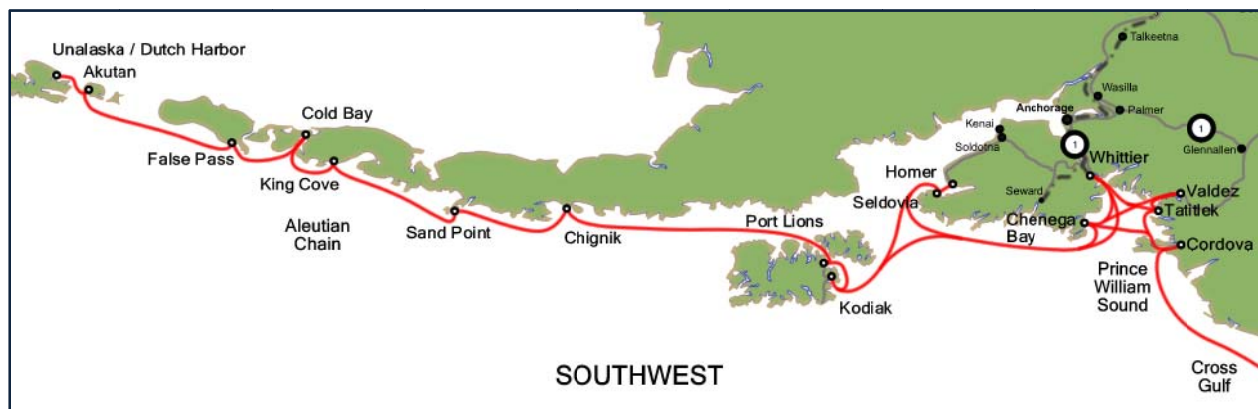 Unalaska / Dutch Harbor
Akutan
False Pass
Cold Bay
King Cove
Aleutian
Chain
Sand Point
Chignik
Port Lions
Kodiak
Homer
Seldovia
Kenai
Soldotna
Seward
Anchorage
Talkeetna
Wasilla
Palmer
1
1
Glennallen
Whittier
Valdez
Tatitlek
Chenega
Bay
Cordova
Prince
William
Sound
Cross
Gulf
SOUTHWEST